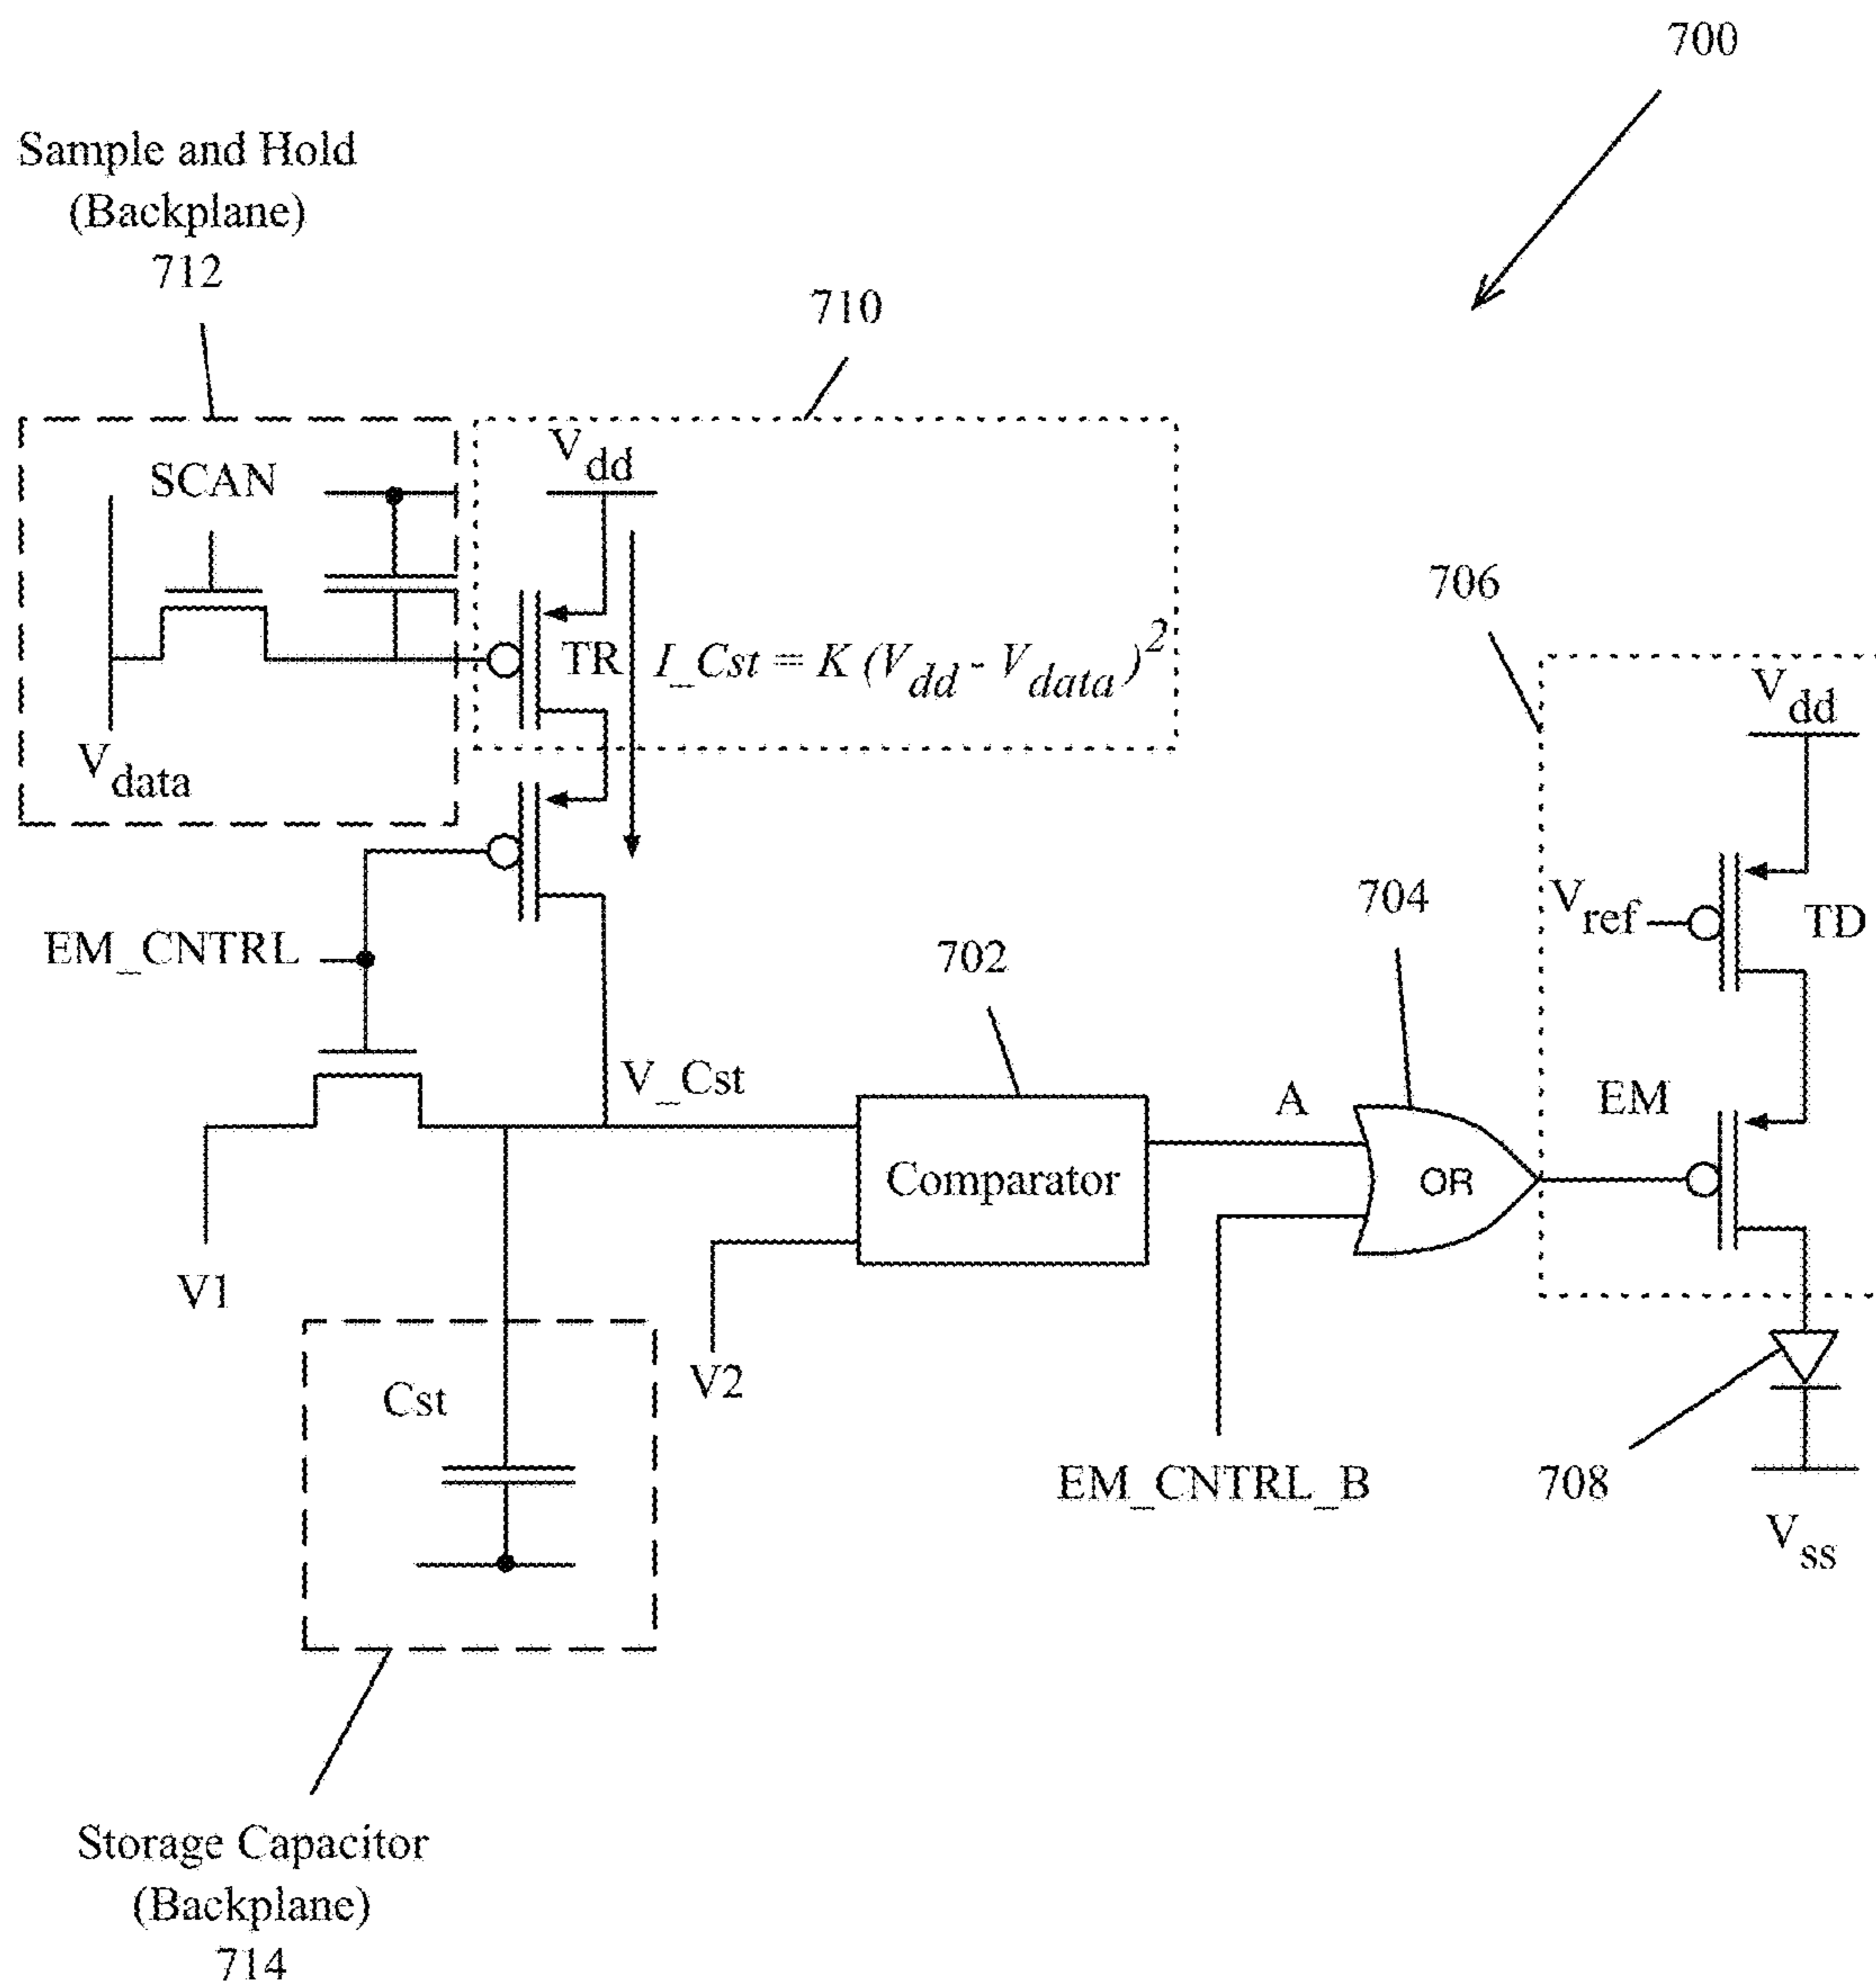 700
Sample and Hold
(Backplane)
712
710
SCAN
Vdd
706
TR
I_Cst = K (Vdd - Vdata)2
Vdd
Vdata
704
Vref
TD
EM_CNTRL
702
V_Cst
A
EM
Comparator
OR
V1
V2
Cst
EM_CNTRL_B
708
Vss
Storage Capacitor
(Backplane)
714